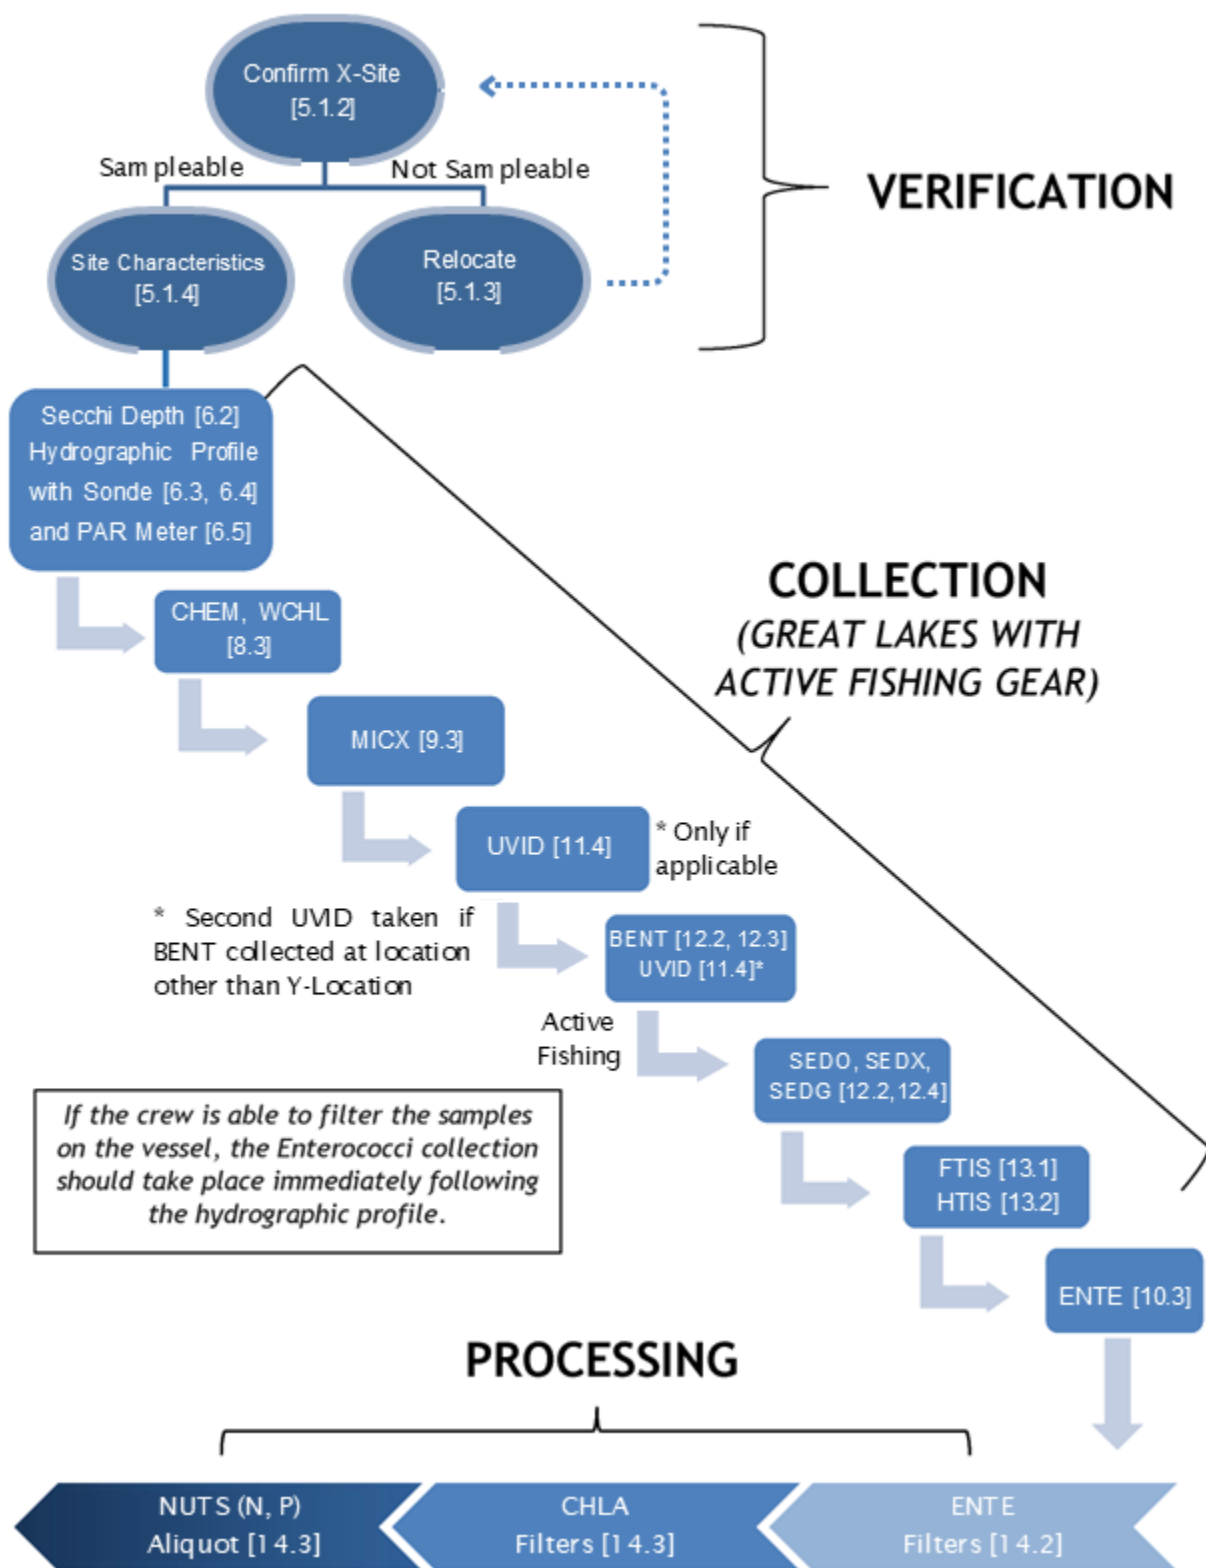 Confirm X-Site
[5.1.2]
Sampleable
Not Sampleable
VERIFICATION
Site Characteristics
[5.1.4]
Relocate
[5.1.3]
Secchi Depth [6.2]
Hydrographic Profile
with Sonde [6.3, 6.4]
and PAR Meter [6.5]
COLLECTION
(GREAT LAKES WITH
ACTIVE FISHING GEAR)
CHEM, WCHL
[8.3]
MICX [9.3]
UVID [11.4]
* Only if
applicable
* Second UVID taken if
BENT collected at location
other than Y-Location
BENT [12.2, 12.3]
UVID [11.4]*
Active
Fishing
SEDO, SEDX,
SEDG [12.2,12.4]
If the crew is able to filter the samples
on the vessel, the Enterococci collection
should take place immediately following
the hydrographic profile.
FTIS [13.1]
HTIS [13.2]
ENTE [10.3]
PROCESSING
NUTS (N, P)
Aliquot [14.3]
CHLA
Filters [14.3]
ENTE
Filters [14.2]